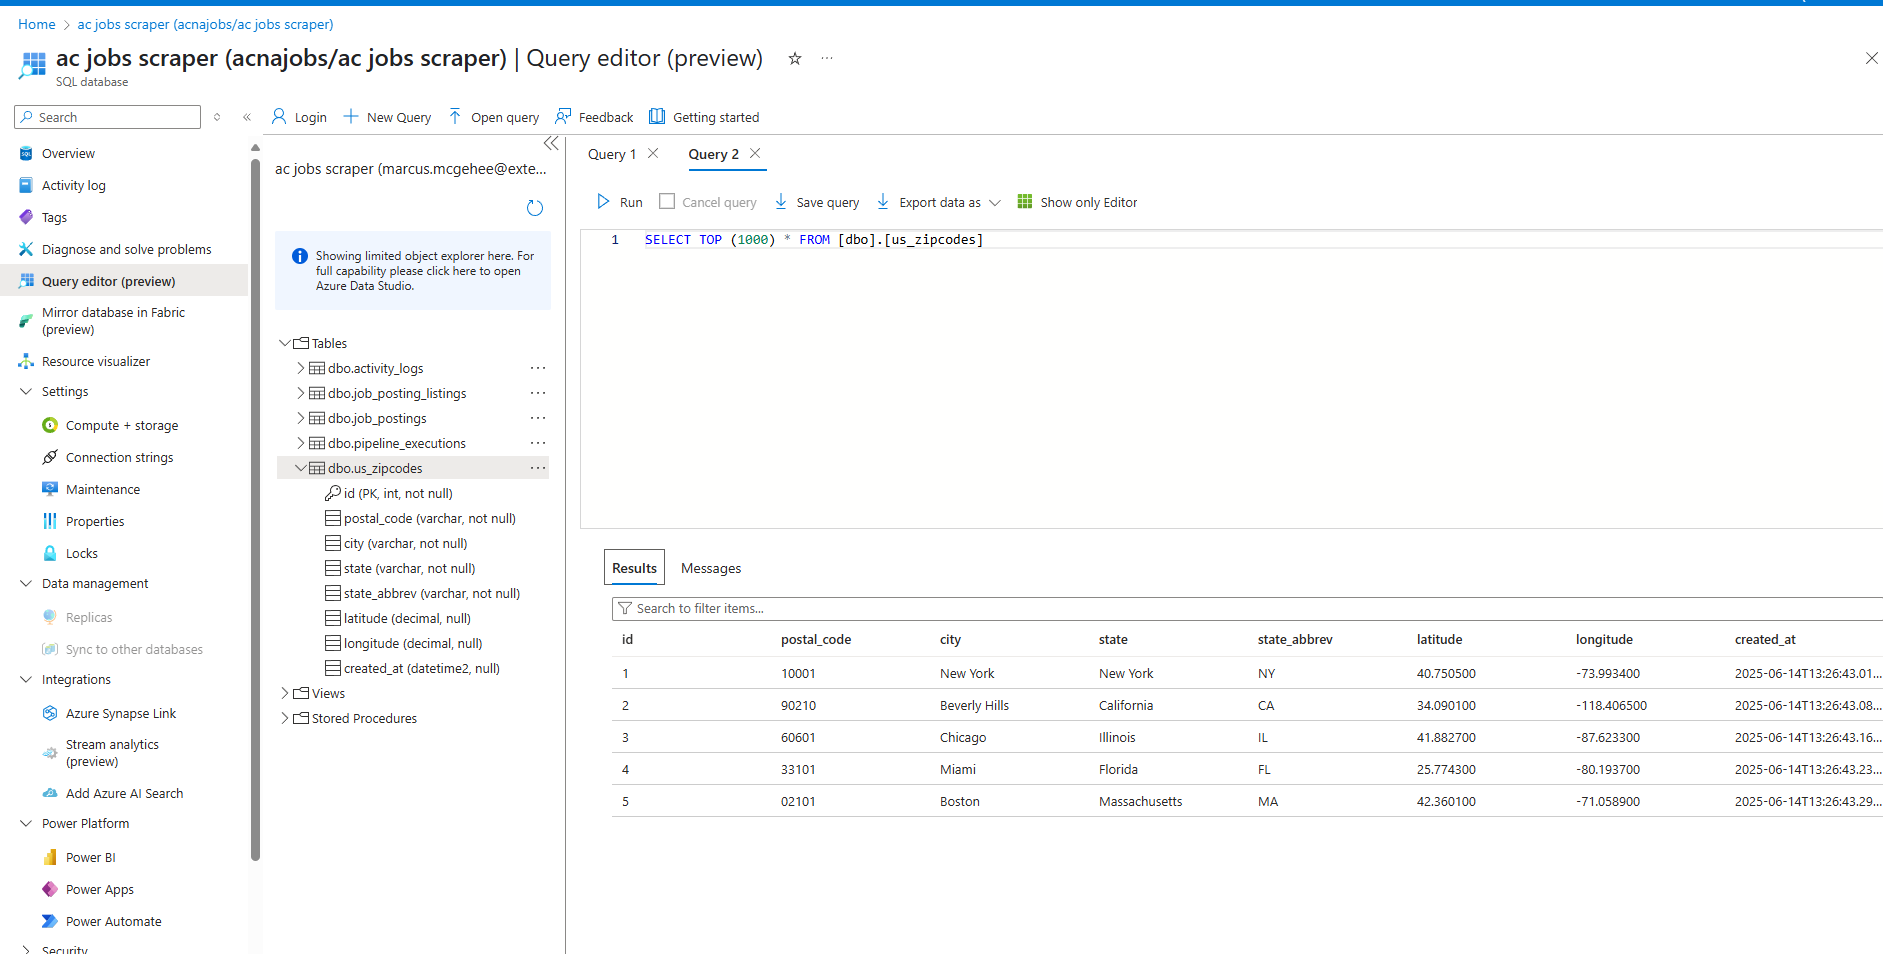 Home > ac jobs scraper (acnajobs/ac jobs scraper)
ac jobs scraper (acnajobs/ac jobs scraper) | Query editor (preview)
SQL database
Search
Login
New Query
Open query
Feedback
Getting started
Overview
Activity log
Tags
Diagnose and solve problems
Query editor (preview)
Mirror database in Fabric
(preview)
Resource visualizer
Settings
Compute + storage
Connection strings
Maintenance
Properties
Locks
Data management
Replicas
Sync to other databases
Integrations
Azure Synapse Link
Stream analytics
(preview)
Add Azure AI Search
Power Platform
Power BI
Power Apps
Power Automate
Security
ac jobs scraper (marcus.mcgehee@exte...
Showing limited object explorer here. For
full capability please click here to open
Azure Data Studio.
Tables
dbo.activity_logs
dbo.job_posting_listings
dbo.job_postings
dbo.pipeline_executions
dbo.us_zipcodes
id (PK, int, not null)
postal_code (varchar, not null)
city (varchar, not null)
state (varchar, not null)
state_abbrev (varchar, not null)
latitude (decimal, null)
longitude (decimal, null)
created_at (datetime2, null)
Views
Stored Procedures
Query 1 Query 2
Run Cancel query Save query Export data as Show only Editor
1 SELECT TOP (1000) * FROM [dbo].[us_zipcodes]
Results Messages
Search to filter items...
id postal_code city state state_abbrev latitude longitude created_at
1 10001 New York New York NY 40.750500 -73.993400 2025-06-14T13:26:43.01...
2 90210 Beverly Hills California CA 34.090100 -118.406500 2025-06-14T13:26:43.08...
3 60601 Chicago Illinois IL 41.882700 -87.623300 2025-06-14T13:26:43.16...
4 33101 Miami Florida FL 25.774300 -80.193700 2025-06-14T13:26:43.23...
5 02101 Boston Massachusetts MA 42.360100 -71.058900 2025-06-14T13:26:43.29...